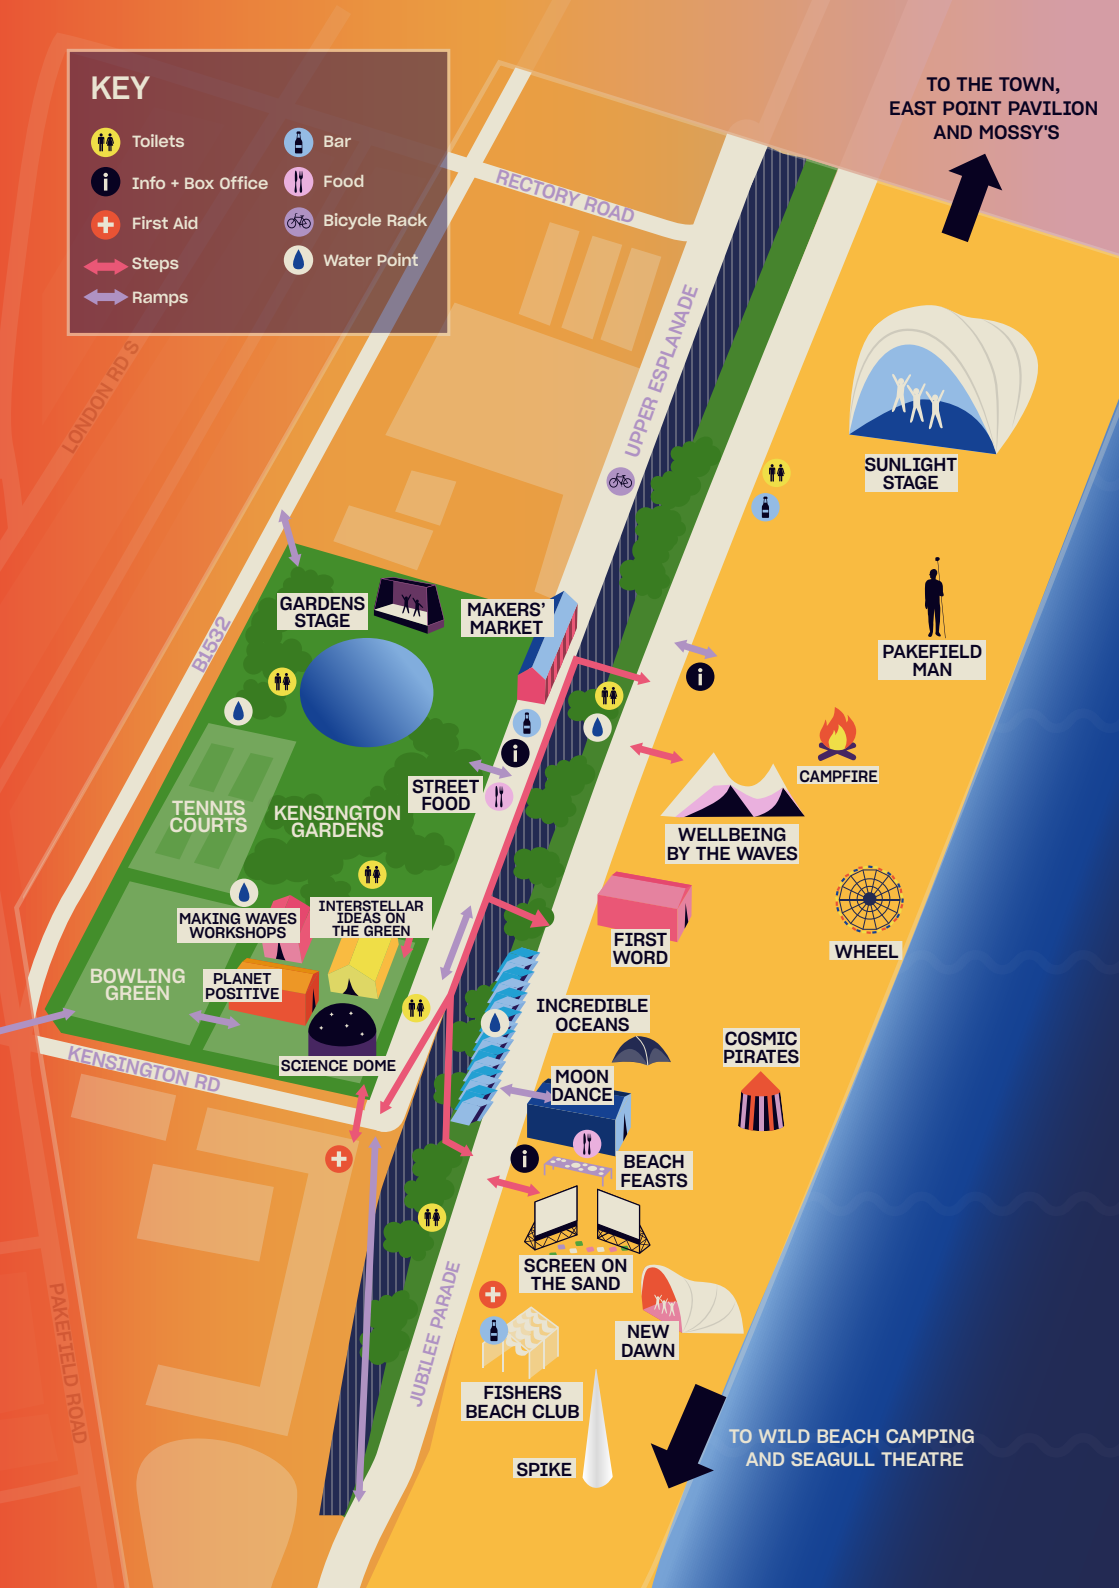 KEY
Toilets
Info + Box Office
First Aid
Steps
Ramps
Bar
Food
Bicycle Rack
Water Point
TO THE TOWN,
EAST POINT PAVILION
AND MOSSY'S
RECTORY ROAD
UPPER ESPLANADE
LONDON RD S
B1532
SUNLIGHT
STAGE
GARDENS
STAGE
MAKERS'
MARKET
PAKEFIELD
MAN
CAMPFIRE
STREET
FOOD
TENNIS
COURTS
KENSINGTON
GARDENS
WELLBEING
BY THE WAVES
MAKING WAVES
WORKSHOPS
INTERSTELLAR
IDEAS ON
THE GREEN
FIRST
WORD
WHEEL
BOWLING
GREEN
PLANET
POSITIVE
INCREDIBLE
OCEANS
COSMIC
PIRATES
SCIENCE DOME
KENSINGTON RD
MOON
DANCE
BEACH
FEASTS
SCREEN ON
THE SAND
NEW
DAWN
JUBILEE PARADE
PAKEFIELD ROAD
FISHERS
BEACH CLUB
SPIKE
TO WILD BEACH CAMPING
AND SEAGULL THEATRE